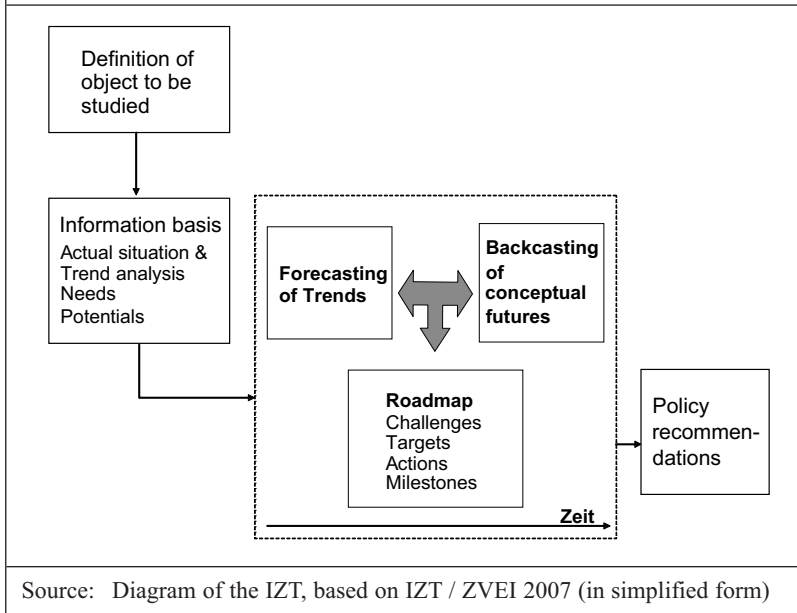 Definition of
object to be
studied
Information basis
Actual situation &
Trend analysis
Needs
Potentials
Forecasting
of Trends
Backcasting
of
conceptual
futures
Roadmap
Challenges
Targets
Actions
Milestones
Zeit
Policy
recommen-
dations
Source: Diagram of the IZT, based on IZT / ZVEI 2007 (in simplified form)